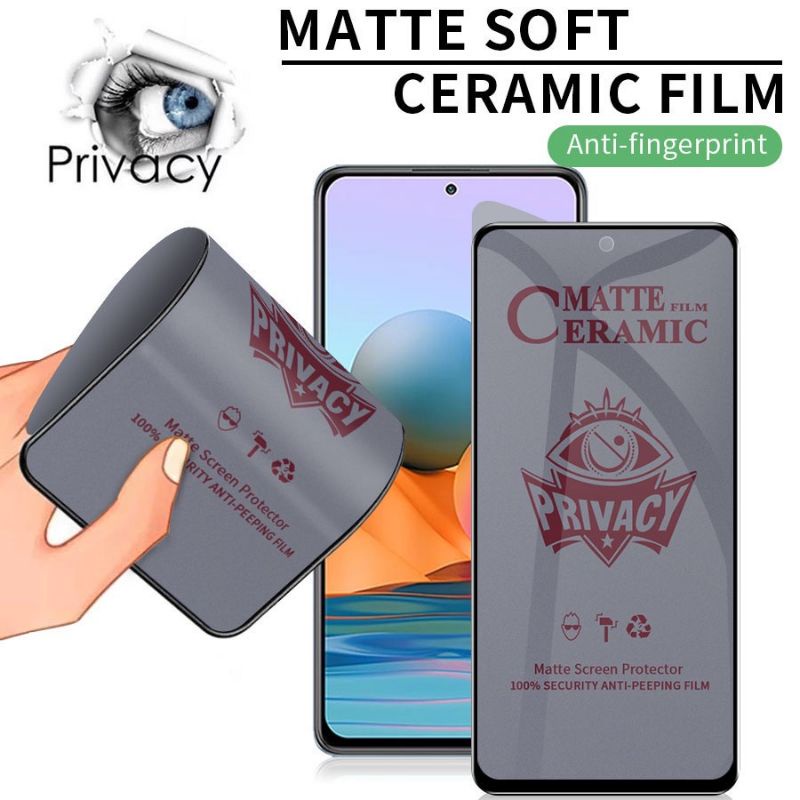 MATTE SOFT
CERAMIC FILM
Anti-fingerprint
Privacy
PRIVACY
Matte Screen Protector
100% SECURITY ANTI-PEEPING FILM
MATTE FILM
CERAMIC
PRIVACY
Matte Screen Protector
100% SECURITY ANTI-PEEPING FILM